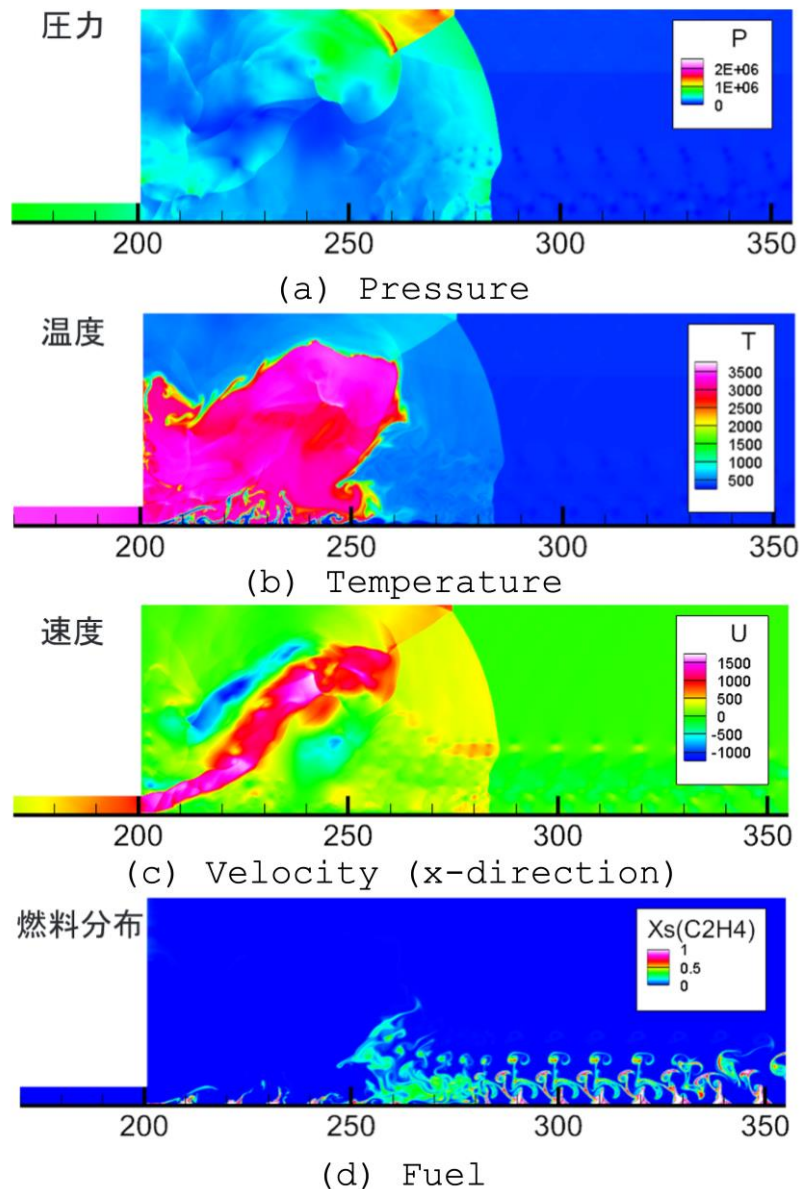 圧力
P
2E+06
1E+06
0
200 250 300 350
(a) Pressure
温度
T
3500
3000
2500
2000
1500
1000
500
200 250 300 350
(b) Temperature
速度
U
1500
1000
500
0
-500
-1000
200 250 300 350
(c) Velocity (x-direction)
燃料分布
Xs(C2H4)
1
0.5
0
200 250 300 350
(d) Fuel